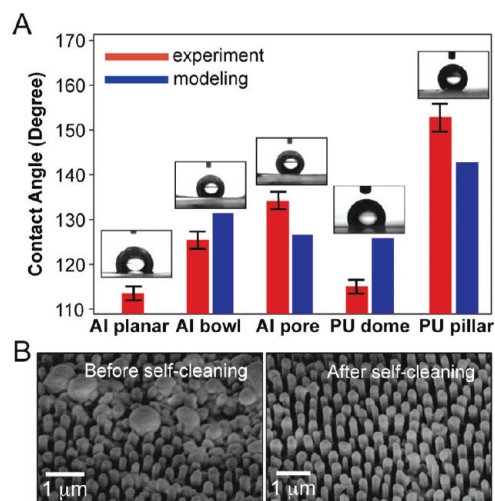 A
170
160
150
140
130
120
110
Contact Angle (Degree)
experiment
modeling
Al planar Al bowl Al pore PU dome PU pillar
B
Before self-cleaning
After self-cleaning
1 μm
1 μm